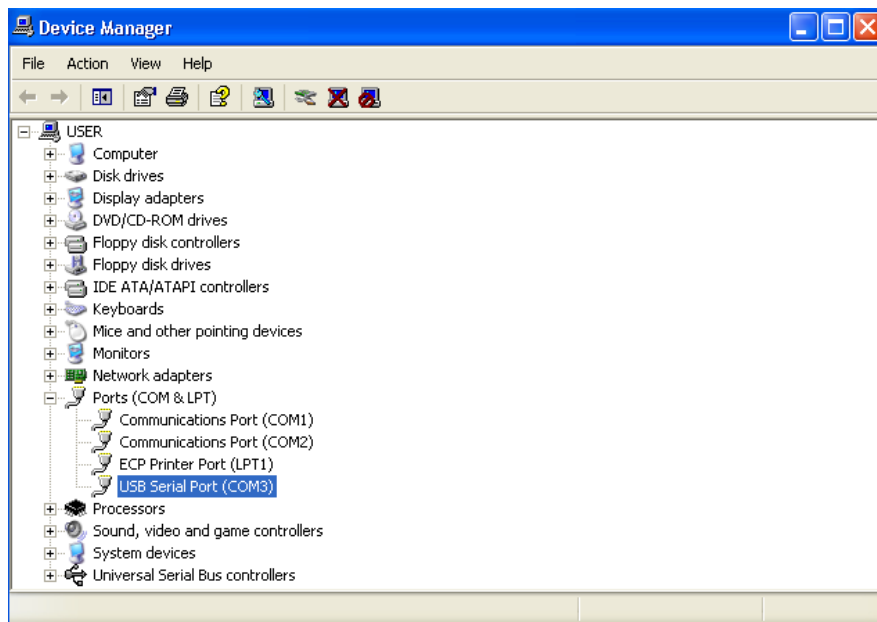 Device Manager
File Action View Help
USER
Computer
Disk drives
Display adapters
DVD/CD-ROM drives
Floppy disk controllers
Floppy disk drives
IDE ATA/ATAPI controllers
Keyboards
Mice and other pointing devices
Monitors
Network adapters
Ports (COM & LPT)
Communications Port (COM1)
Communications Port (COM2)
ECP Printer Port (LPT1)
USB Serial Port (COM3)
Processors
Sound, video and game controllers
System devices
Universal Serial Bus controllers